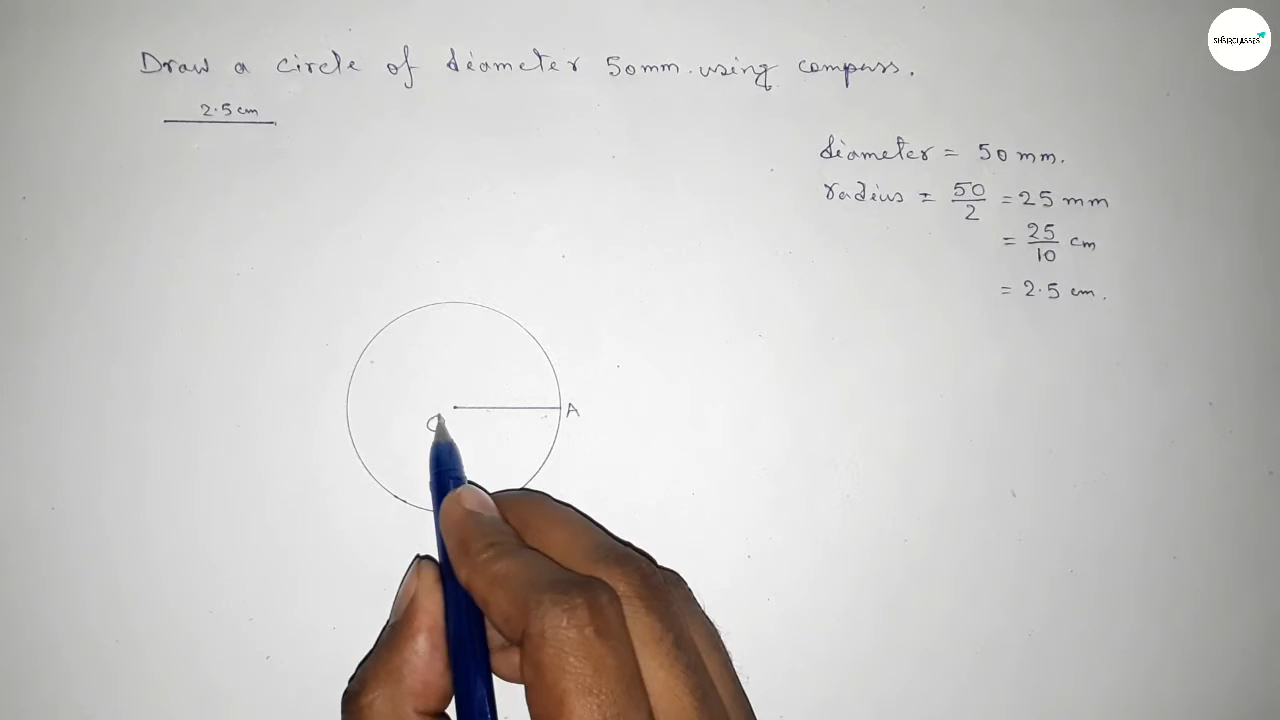 Draw a circle of diameter 50mm. using compass.
2.5 cm
diameter = 50 mm.
radius = 50/2 = 25 mm
= 25/10 cm
= 2.5 cm.
A
O